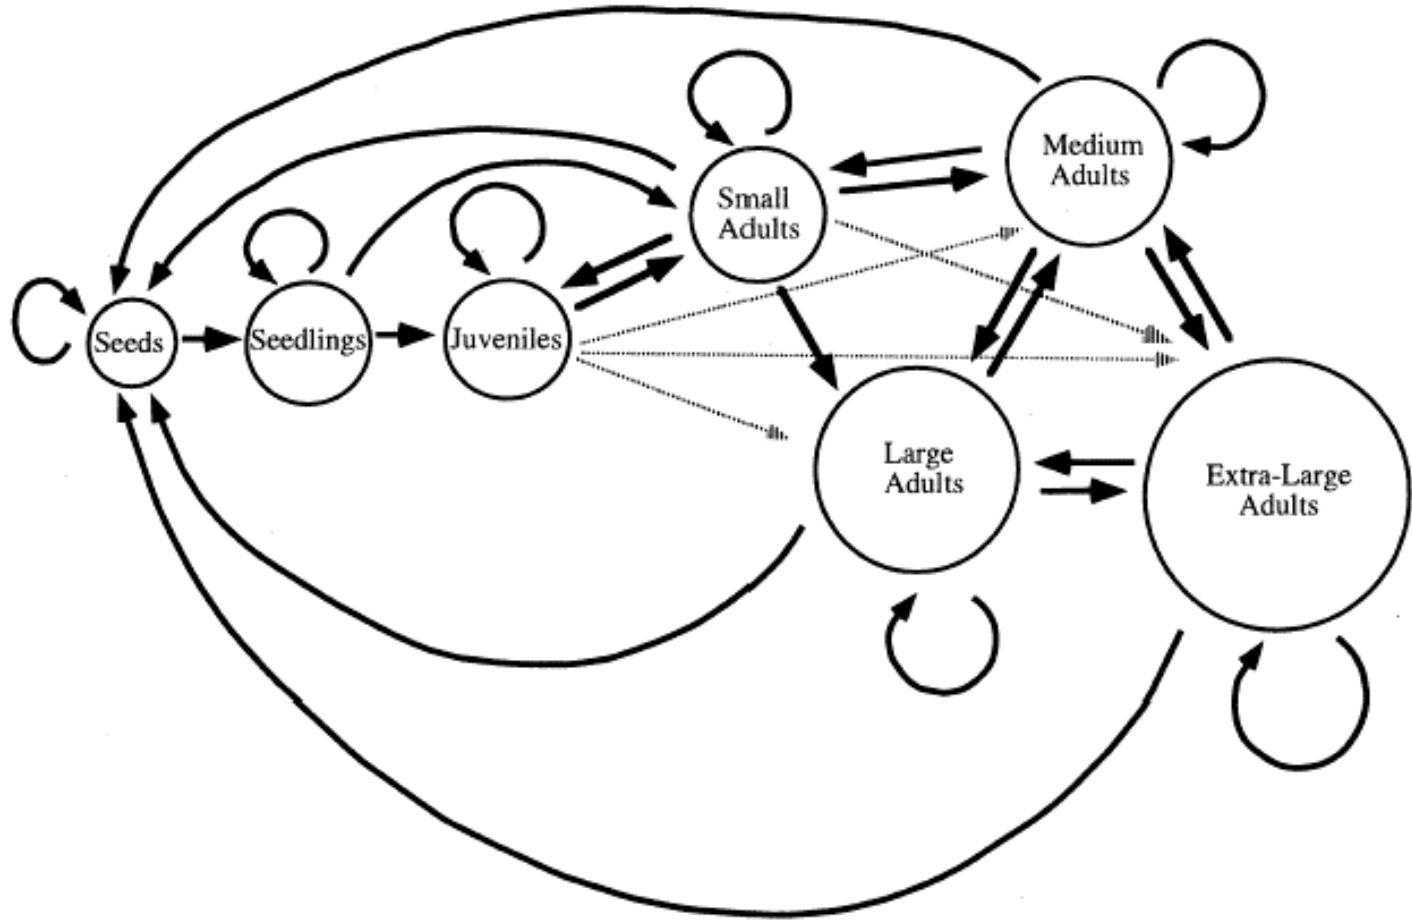 Medium
Adults
Small
Adults
Seeds
Seedlings
Juveniles
Large
Adults
Extra-Large
Adults